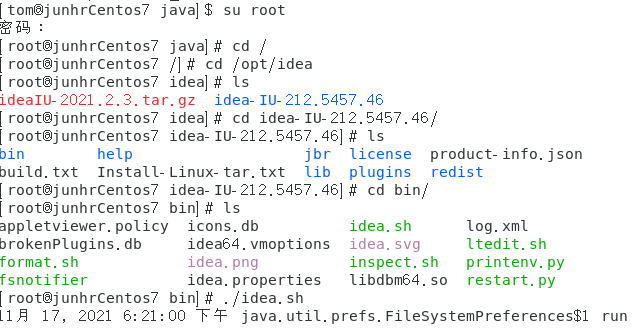 [tom@junhrCentos7 java]$ su root
密码：
[root@junhrCentos7 java]# cd /
[root@junhrCentos7 /]# cd /opt/idea
[root@junhrCentos7 idea]# ls
ideaIU-2021.2.3.tar.gz idea-IU-212.5457.46
[root@junhrCentos7 idea]# cd idea-IU-212.5457.46/
[root@junhrCentos7 idea-IU-212.5457.46]# ls
bin help jbr license product-info.json
build.txt Install-Linux-tar.txt lib plugins redist
[root@junhrCentos7 idea-IU-212.5457.46]# cd bin/
[root@junhrCentos7 bin]# ls
appletviewer.policy icons.db idea.sh log.xml
brokenPlugins.db idea64.vmoptions idea.svg ltedit.sh
format.sh idea.png inspect.sh printenv.py
fsnotifier idea.properties libdbm64.so restart.py
[root@junhrCentos7 bin]# ./idea.sh
11月 17, 2021 6:21:00 下午 java.util.prefs.FileSystemPreferences$1 run